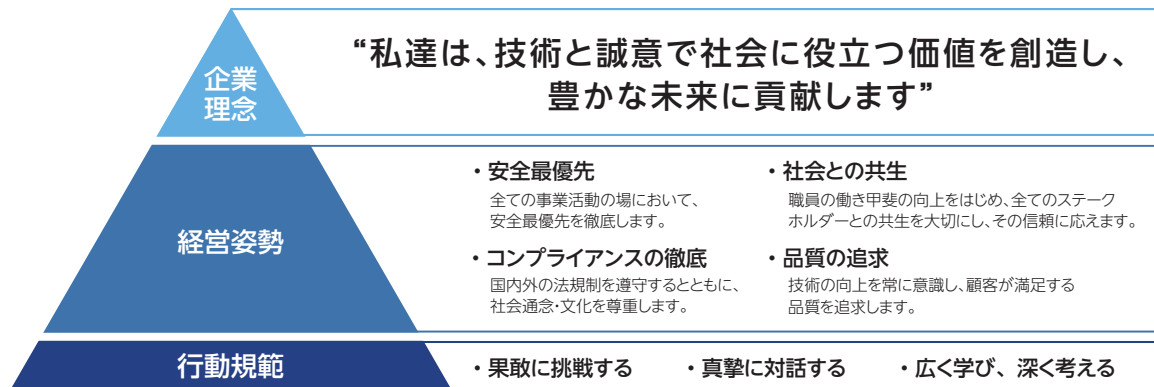 企業
理念
“私達は、技術と誠意で社会に役立つ価値を創造し、
豊かな未来に貢献します”
経営姿勢
・安全最優先
全ての事業活動の場において、
安全最優先を徹底します。
・社会との共生
職員の働き甲斐の向上をはじめ、全てのステーク
ホルダーとの共生を大切にし、その信頼に応えます。
・コンプライアンスの徹底
国内外の法規制を遵守するとともに、
社会通念・文化を尊重します。
・品質の追求
技術の向上を常に意識し、顧客が満足する
品質を追求します。
行動規範
・果敢に挑戦する ・真摯に対話する ・広く学び、深く考える